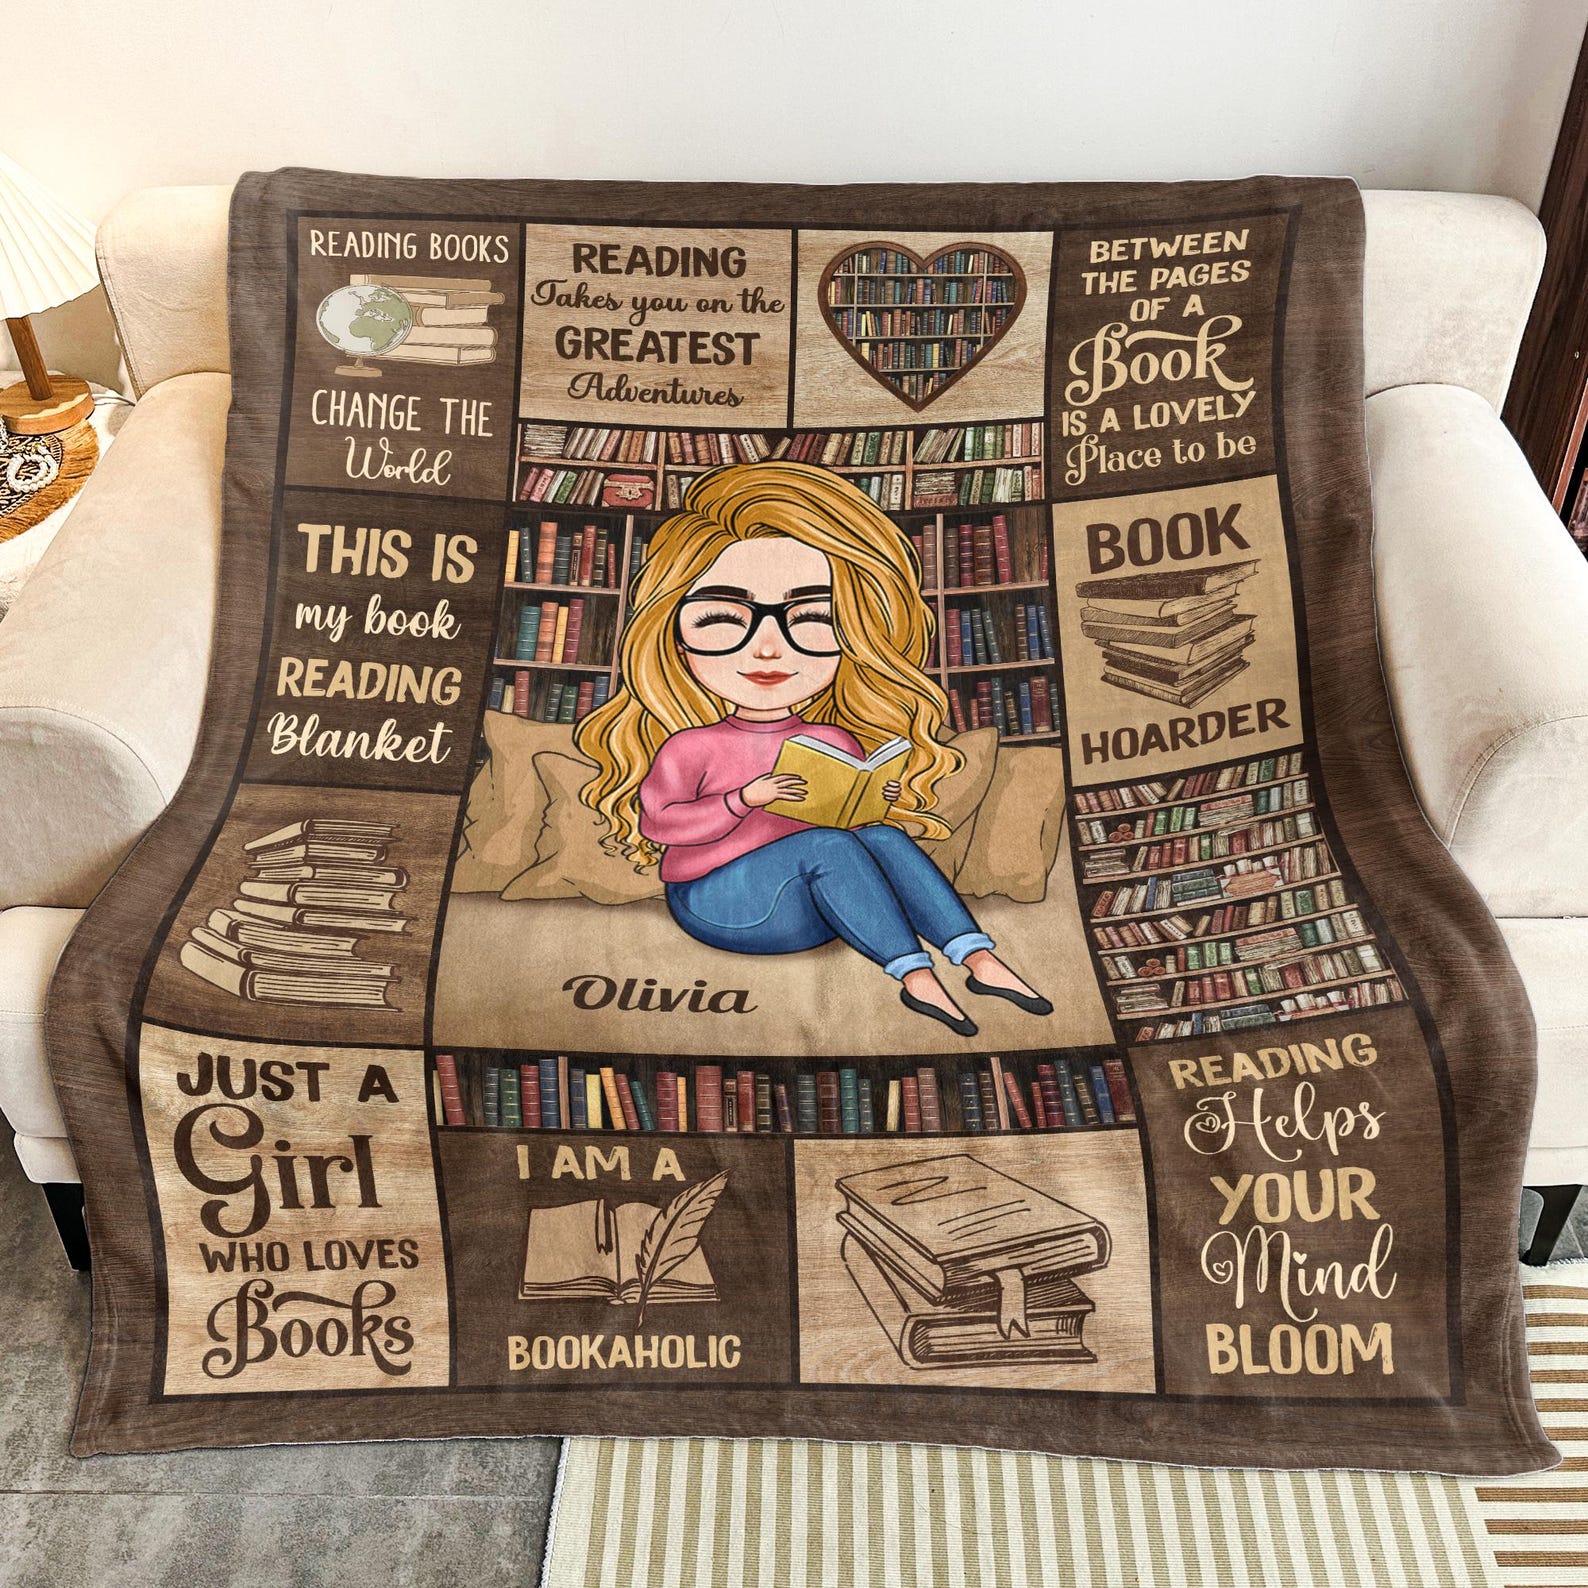 READING BOOKS
CHANGE THE
World
READING
Takes you on the
GREATEST
Adventures
BETWEEN
THE PAGES
OF A
Book
IS A LOVELY
Place to be
THIS IS
my book
READING
Blanket
BOOK
HOARDER
Olivia
JUST A
Girl
WHO LOVES
Books
I AM A
BOOKAHOLIC
READING
Helps
YOUR
Mind
BLOOM